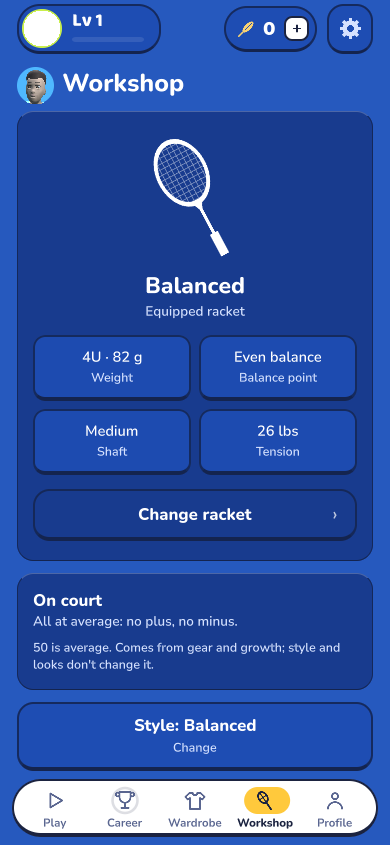 Lv 1
0
+
Workshop
Balanced
Equipped racket
4U · 82 g
Weight
Even balance
Balance point
Medium
Shaft
26 lbs
Tension
Change racket ›
On court
All at average: no plus, no minus.
50 is average. Comes from gear and growth; style and
looks don't change it.
Style: Balanced
Change
Play
Career
Wardrobe
Workshop
Profile